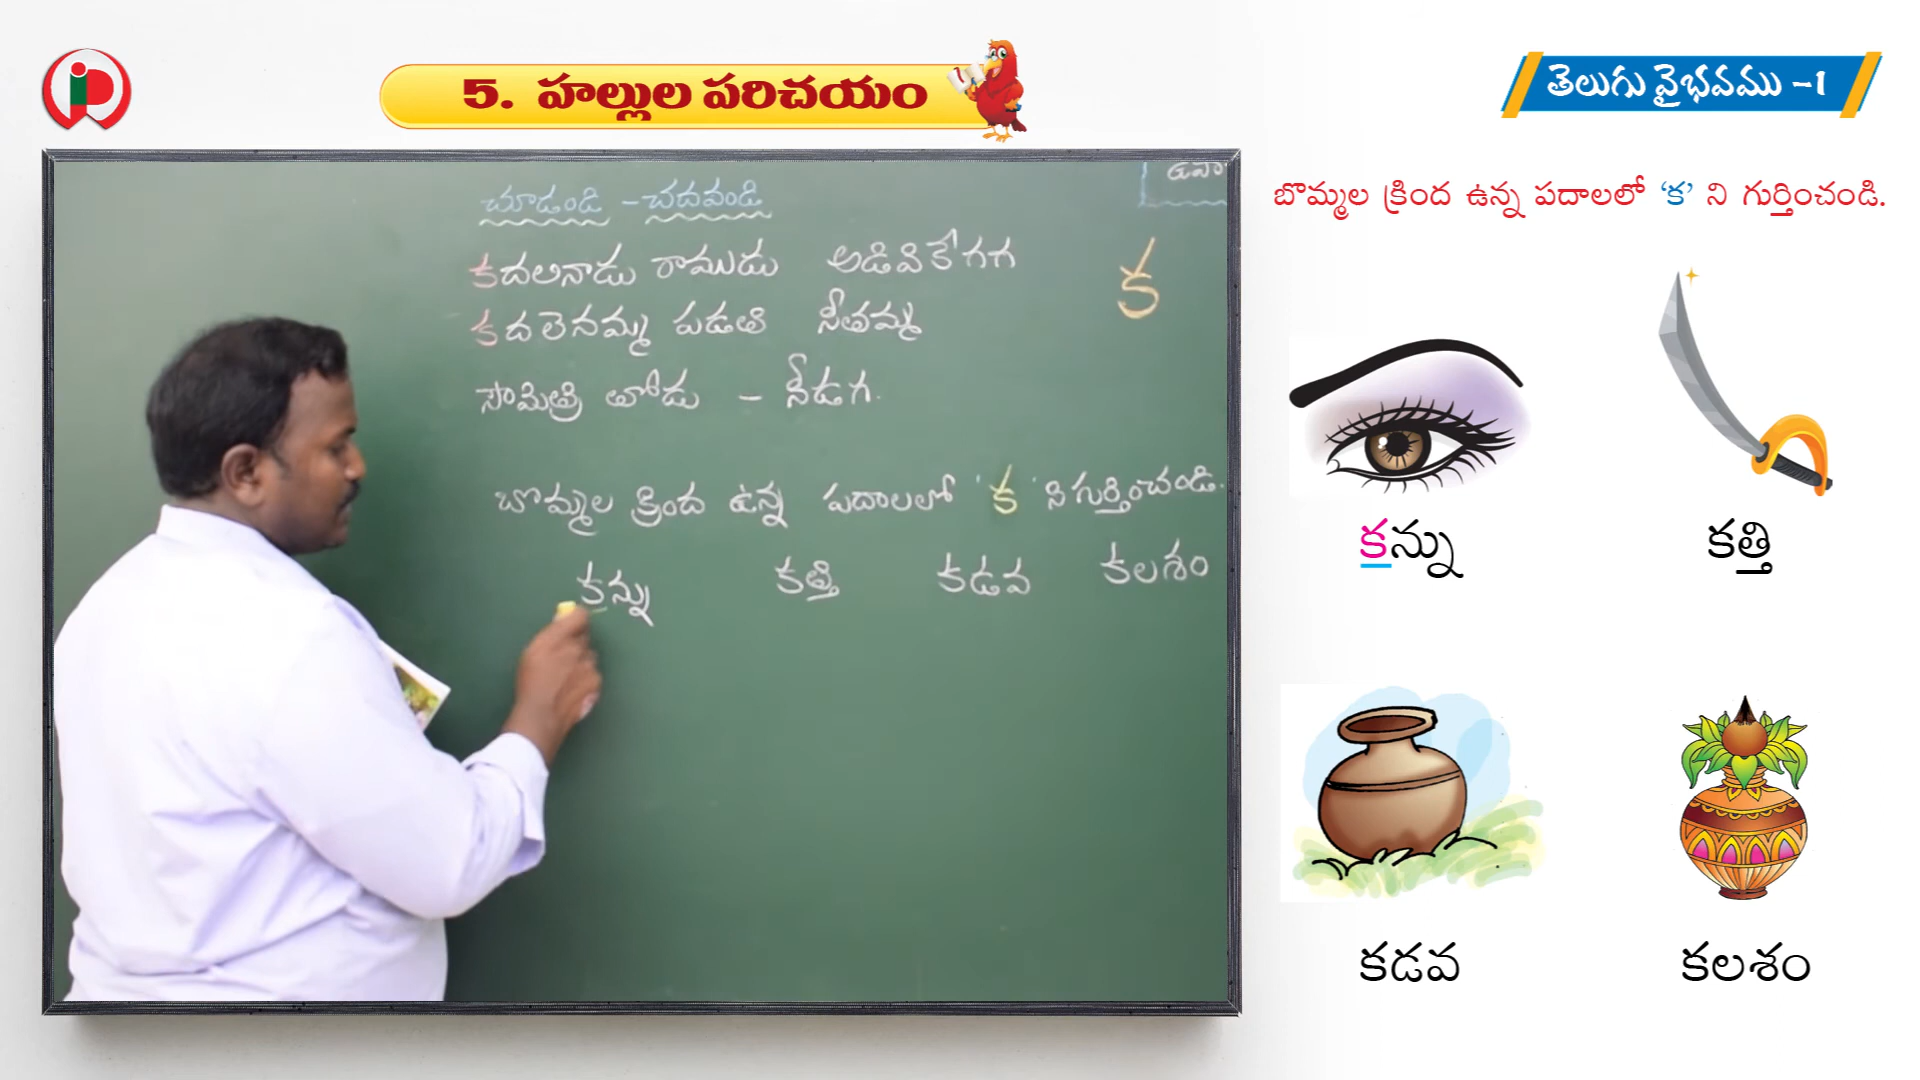 5. హల్లుల పరిచయం
తెలుగు వైభవము -1
చూడండి - చదవండి
కదలినాడు రాముడు అడవికేగగ
కదలెనమ్మ పడతి సీతమ్మ
సౌమిత్రి తోడు - నీడగ.
క
బొమ్మల క్రింద ఉన్న పదాలలో 'క' ని గుర్తించండి.
కన్ను కత్తి కడవ కలశం
బొమ్మల క్రింద ఉన్న పదాలలో ‘క’ ని గుర్తించండి.
కన్ను
కత్తి
కడవ
కలశం